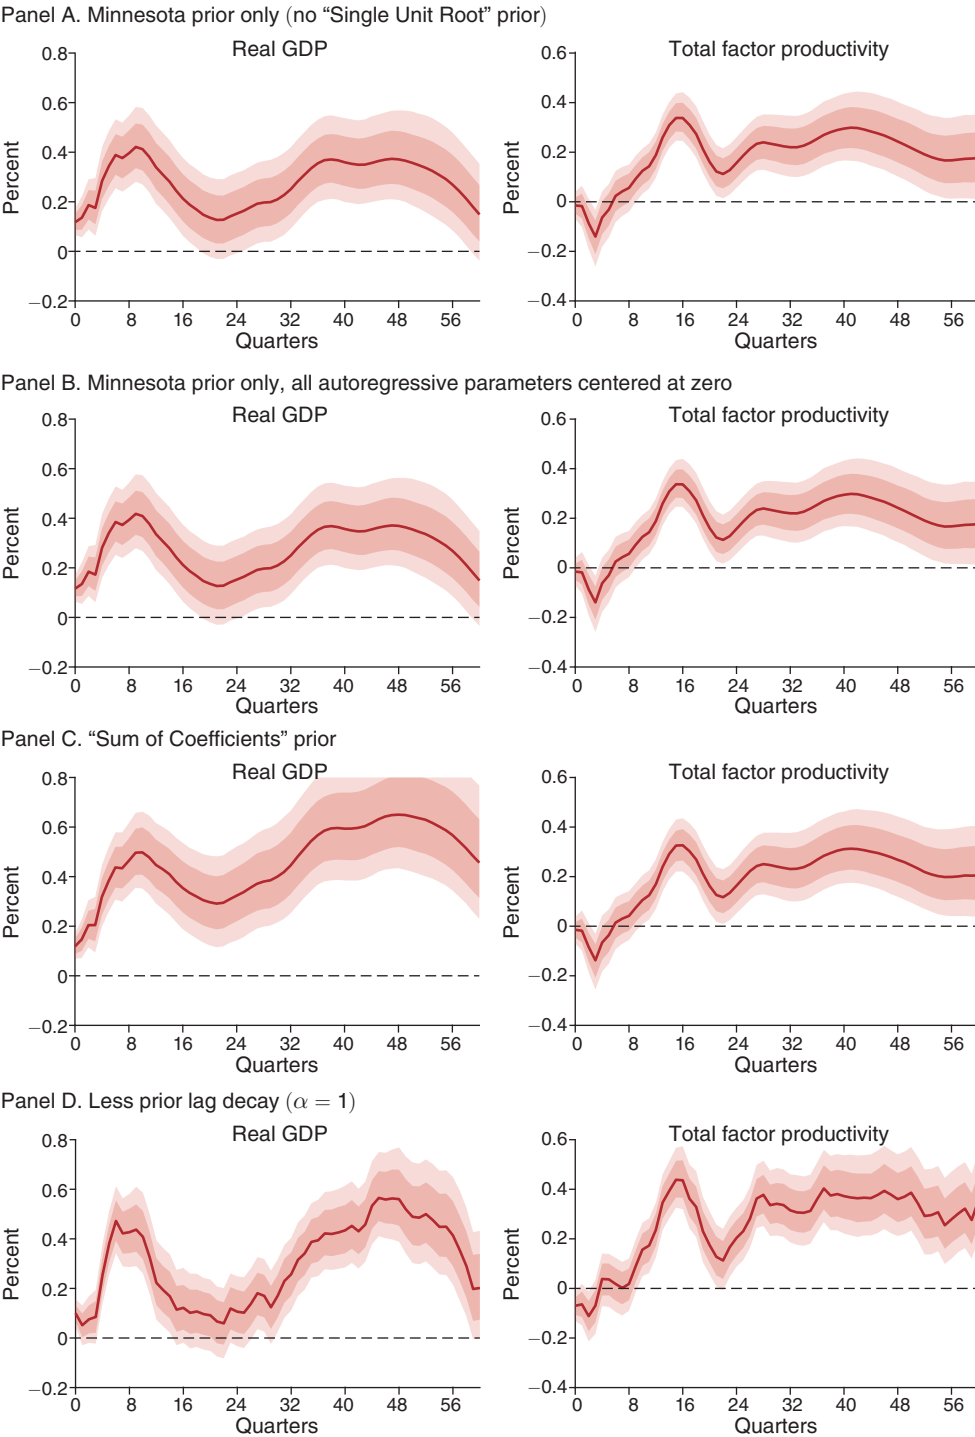 Panel A. Minnesota prior only (no “Single Unit Root” prior)
Real GDP
0.8
0.6
0.4
0.2
0
−0.2
Percent
0 8 16 24 32 40 48 56
Quarters
Total factor productivity
0.6
0.4
0.2
0
−0.2
−0.4
Percent
0 8 16 24 32 40 48 56
Quarters
Panel B. Minnesota prior only, all autoregressive parameters centered at zero
Real GDP
0.8
0.6
0.4
0.2
0
−0.2
Percent
0 8 16 24 32 40 48 56
Quarters
Total factor productivity
0.6
0.4
0.2
0
−0.2
−0.4
Percent
0 8 16 24 32 40 48 56
Quarters
Panel C. “Sum of Coefficients” prior
Real GDP
0.8
0.6
0.4
0.2
0
−0.2
Percent
0 8 16 24 32 40 48 56
Quarters
Total factor productivity
0.6
0.4
0.2
0
−0.2
−0.4
Percent
0 8 16 24 32 40 48 56
Quarters
Panel D. Less prior lag decay (α = 1)
Real GDP
0.8
0.6
0.4
0.2
0
−0.2
Percent
0 8 16 24 32 40 48 56
Quarters
Total factor productivity
0.6
0.4
0.2
0
−0.2
−0.4
Percent
0 8 16 24 32 40 48 56
Quarters